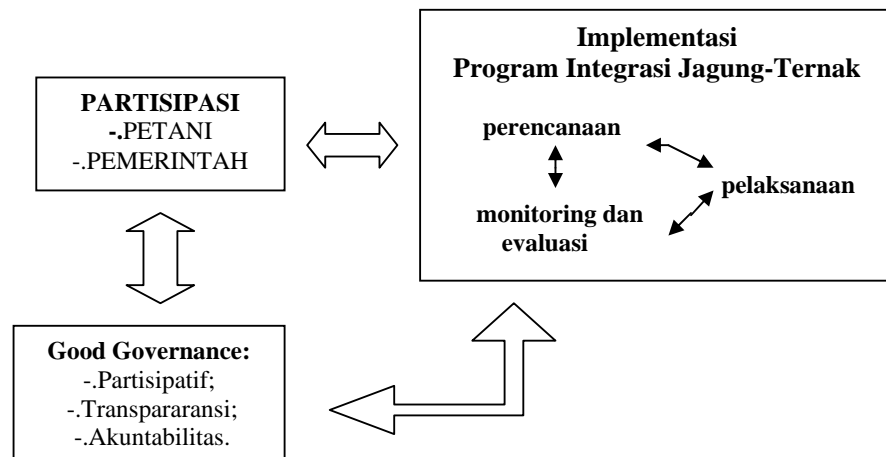 Implementasi
Program Integrasi Jagung-Ternak
PARTISIPASI
-.PETANI
-.PEMERINTAH
perencanaan
pelaksanaan
monitoring dan
evaluasi
Good Governance:
-.Partisipatif;
-.Transpararansi;
-.Akuntabilitas.